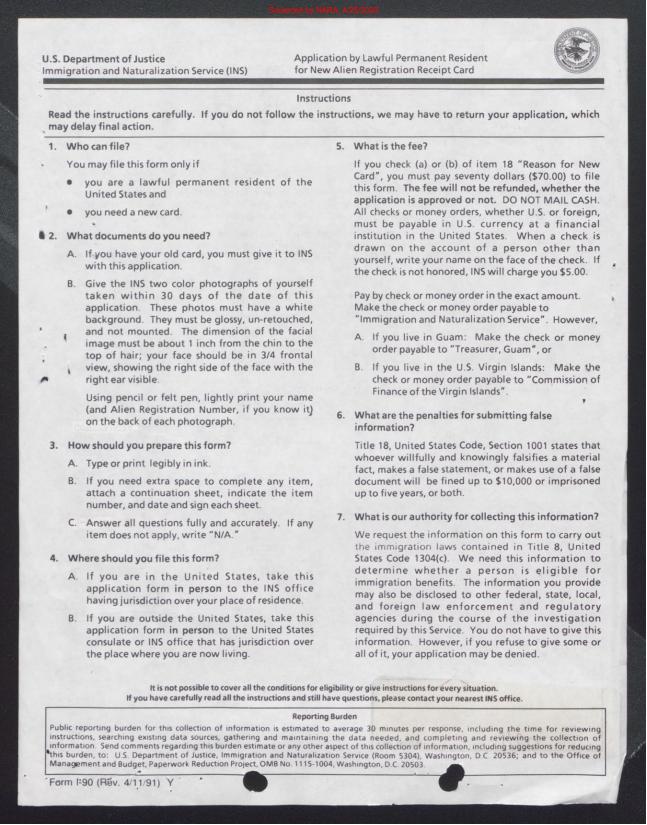 U.S. Department of Justice
Immigration and Naturalization Service (INS)
Application by Lawful Permanent Resident
for New Alien Registration Receipt Card
Instructions
Read the instructions carefully. If you do not follow the instructions, we may have to return your application, which
may delay final action.
1. Who can file?
You may file this form only if
• you are a lawful permanent resident of the
United States and
• you need a new card.
2. What documents do you need?
A. If you have your old card, you must give it to INS
with this application.
B. Give the INS two color photographs of yourself
taken within 30 days of the date of this
application. These photos must have a white
background. They must be glossy, un-retouched,
and not mounted. The dimension of the facial
image must be about 1 inch from the chin to the
top of hair; your face should be in 3/4 frontal
view, showing the right side of the face with the
right ear visible.
Using pencil or felt pen, lightly print your name
(and Alien Registration Number, if you know it)
on the back of each photograph.
3. How should you prepare this form?
A. Type or print legibly in ink.
B. If you need extra space to complete any item,
attach a continuation sheet, indicate the item
number, and date and sign each sheet.
C. Answer all questions fully and accurately. If any
item does not apply, write "N/A."
4. Where should you file this form?
A. If you are in the United States, take this
application form in person to the INS office
having jurisdiction over your place of residence.
B. If you are outside the United States, take this
application form in person to the United States
consulate or INS office that has jurisdiction over
the place where you are now living.
5. What is the fee?
If you check (a) or (b) of item 18 "Reason for New
Card", you must pay seventy dollars ($70.00) to file
this form. The fee will not be refunded, whether the
application is approved or not. DO NOT MAIL CASH.
All checks or money orders, whether U.S. or foreign,
must be payable in U.S. currency at a financial
institution in the United States. When a check is
drawn on the account of a person other than
yourself, write your name on the face of the check. If
the check is not honored, INS will charge you $5.00.
Pay by check or money order in the exact amount.
Make the check or money order payable to
"Immigration and Naturalization Service". However,
A. If you live in Guam: Make the check or money
order payable to "Treasurer, Guam", or
B. If you live in the U.S. Virgin Islands: Make the
check or money order payable to "Commission of
Finance of the Virgin Islands".
6. What are the penalties for submitting false
information?
Title 18, United States Code, Section 1001 states that
whoever willfully and knowingly falsifies a material
fact, makes a false statement, or makes use of a false
document will be fined up to $10,000 or imprisoned
up to five years, or both.
7. What is our authority for collecting this information?
We request the information on this form to carry out
the immigration laws contained in Title 8, United
States Code 1304(c). We need this information to
determine whether a person is eligible for
immigration benefits. The information you provide
may also be disclosed to other federal, state, local,
and foreign law enforcement and regulatory
agencies during the course of the investigation
required by this Service. You do not have to give this
information. However, if you refuse to give some or
all of it, your application may be denied.
It is not possible to cover all the conditions for eligibility or give instructions for every situation.
If you have carefully read all the instructions and still have questions, please contact your nearest INS office.
Reporting Burden
Public reporting burden for this collection of information is estimated to average 30 minutes per response, including the time for reviewing
instructions, searching existing data sources, gathering and maintaining the data needed, and completing and reviewing the collection of
information. Send comments regarding this burden estimate or any other aspect of this collection of information, including suggestions for reducing
this burden, to: U.S. Department of Justice, Immigration and Naturalization Service (Room 5304), Washington, D.C. 20536; and to the Office of
Management and Budget, Paperwork Reduction Project, OMB No. 1115-1004, Washington, D.C. 20503.
Form I-90 (Rev. 4/11/91) Y